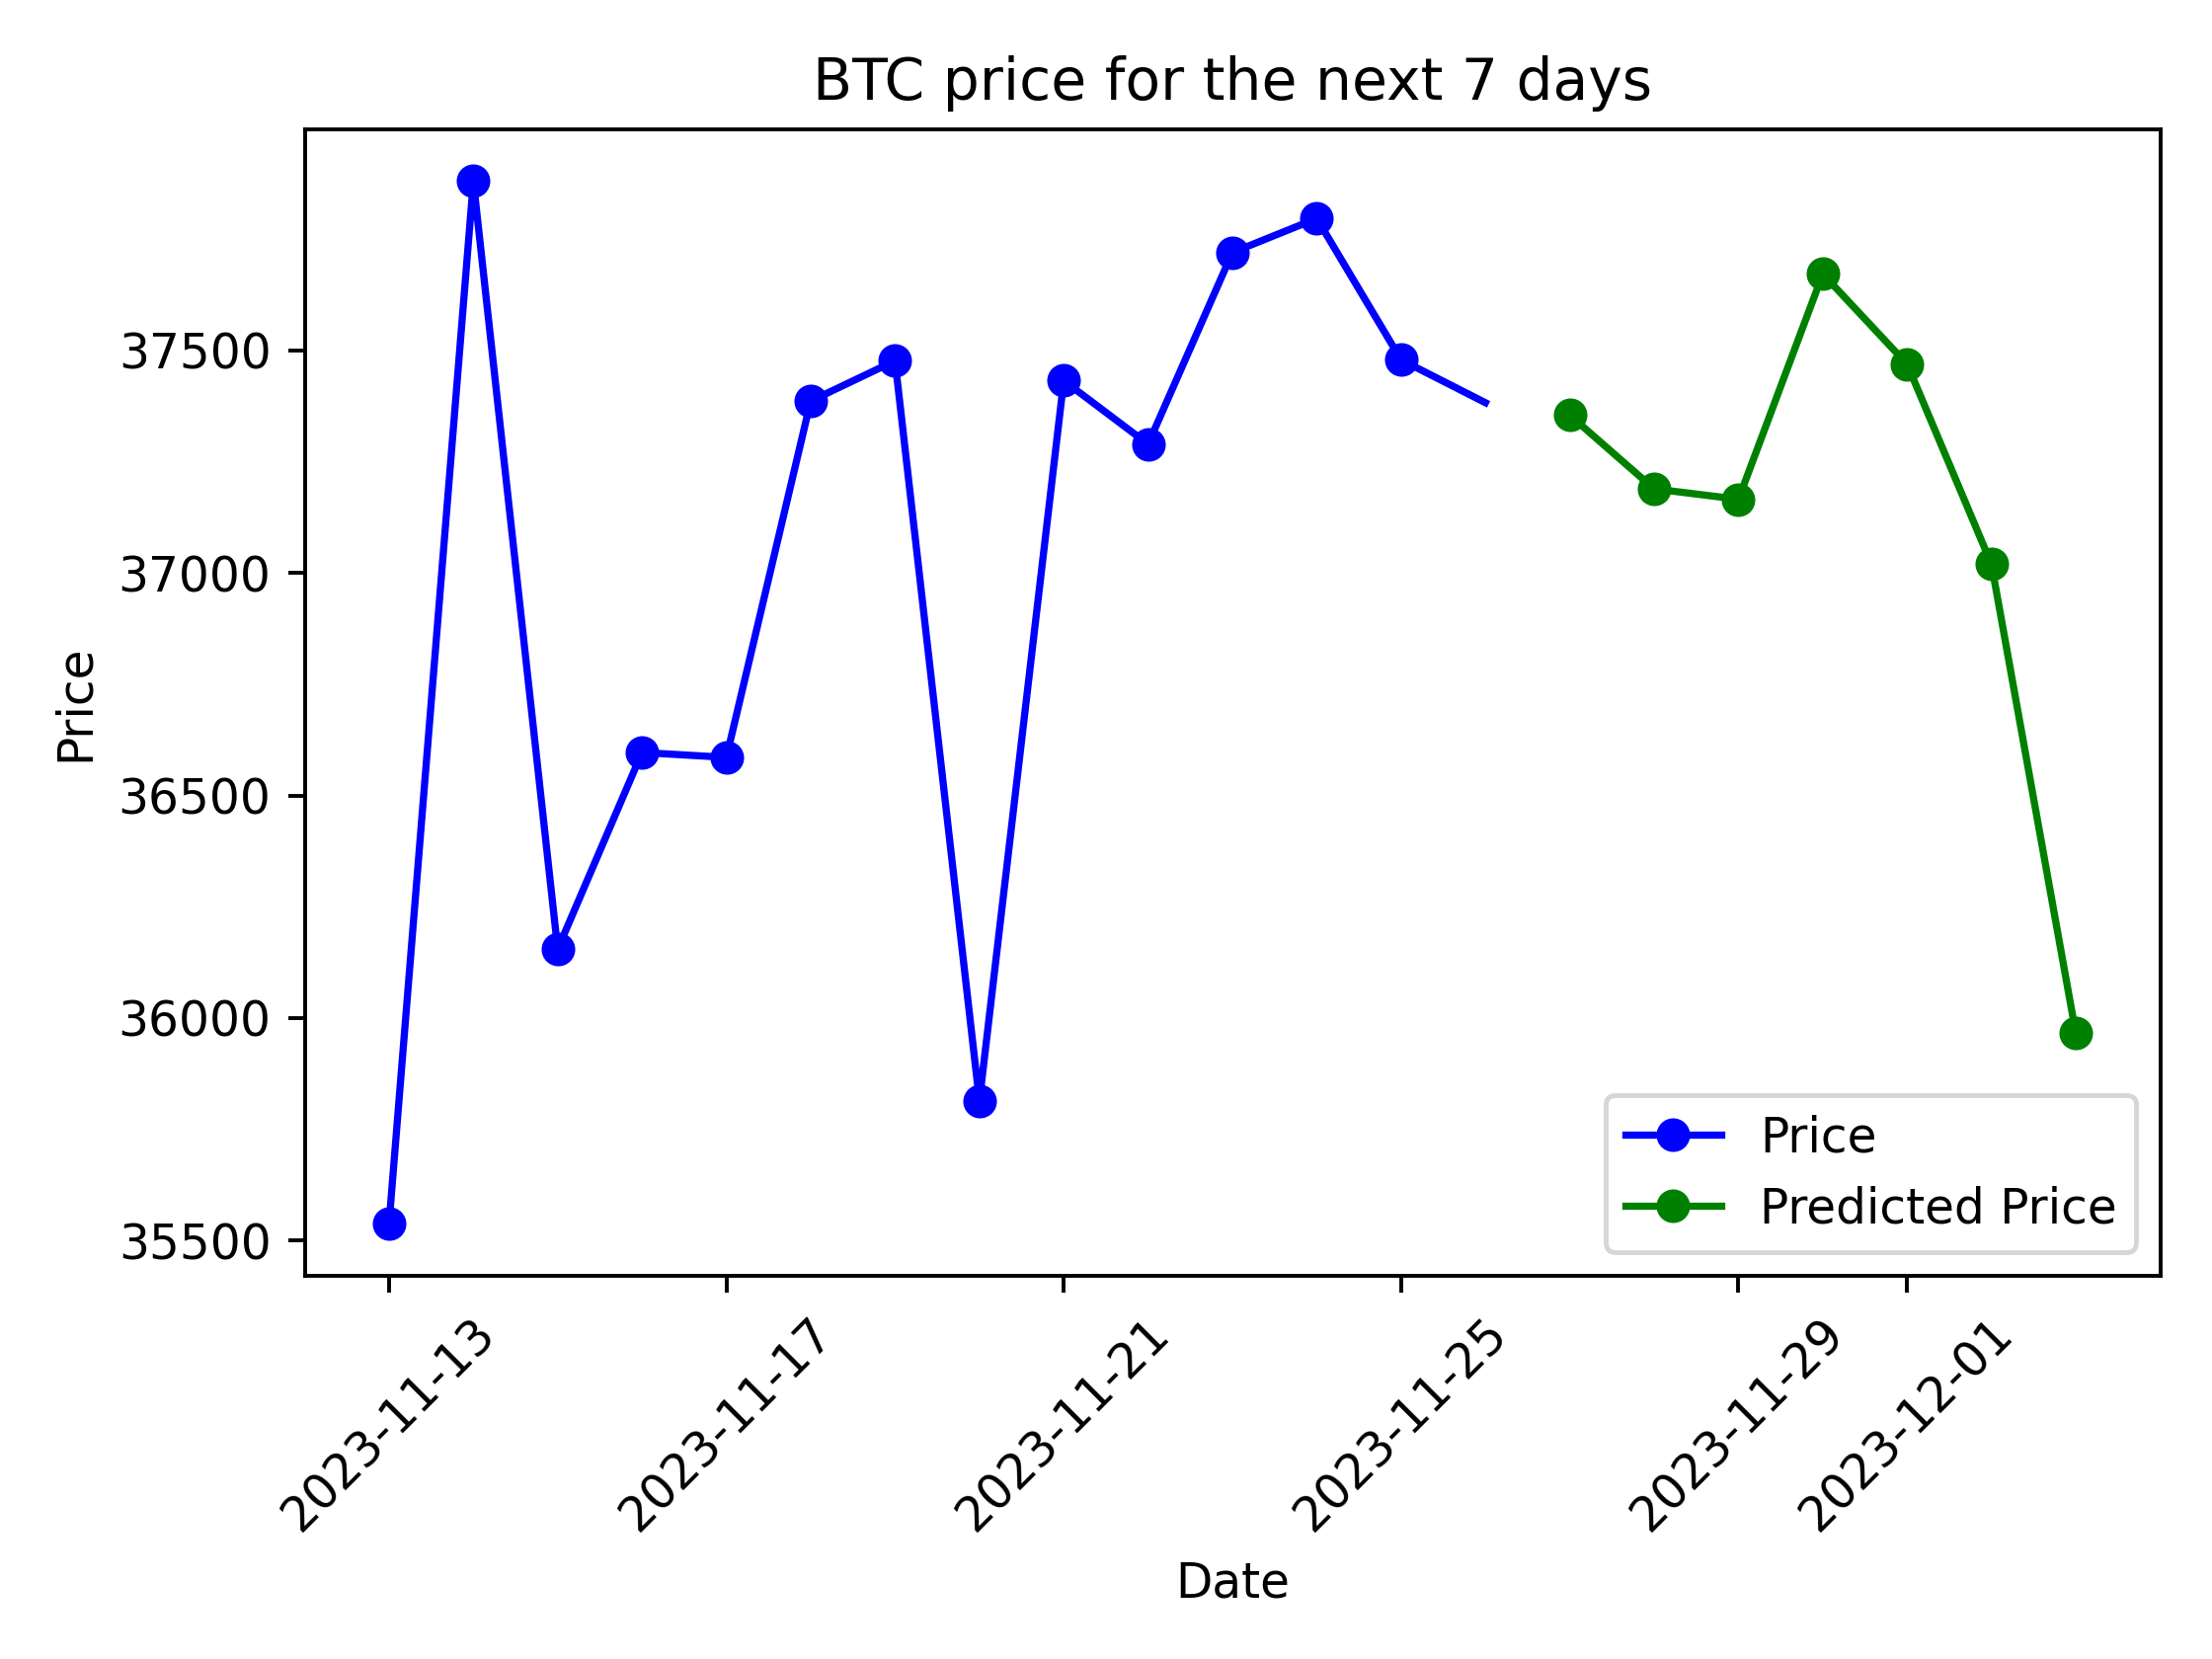 BTC price for the next 7 days
Price
37500
37000
36500
36000
35500
Price
Predicted Price
2023-11-13
2023-11-17
2023-11-21
2023-11-25
2023-11-29
2023-12-01
Date